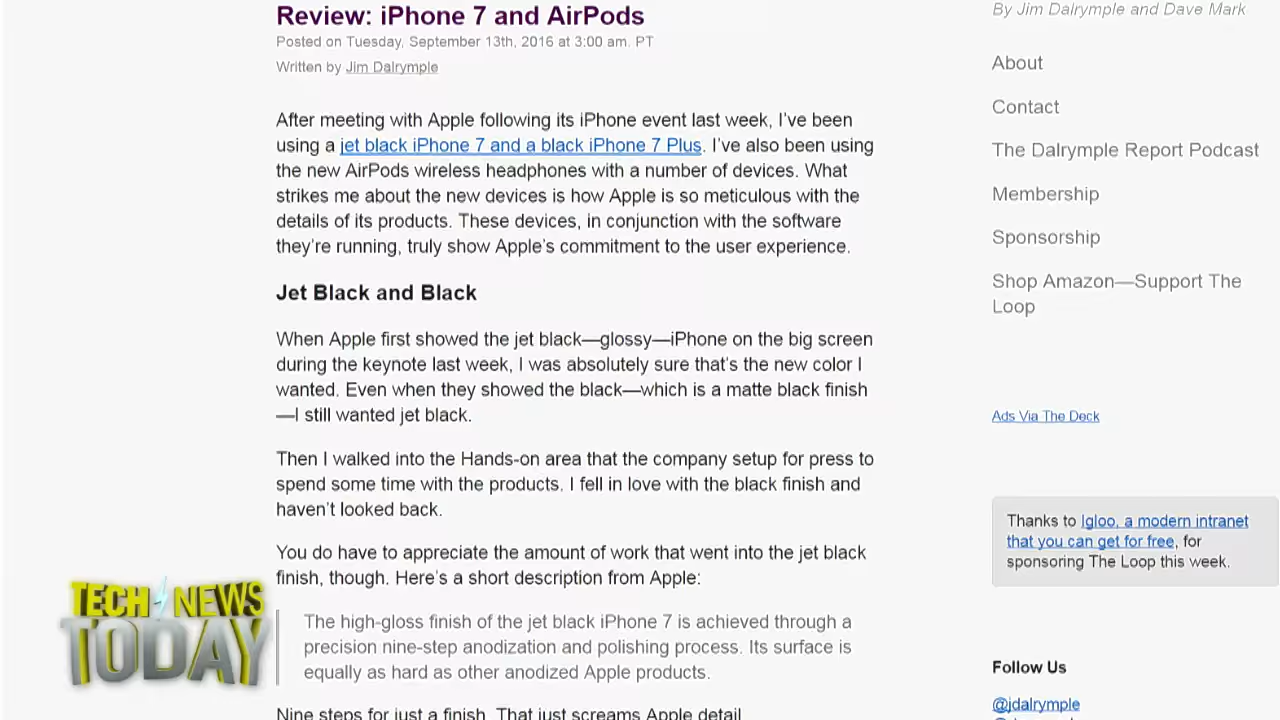 Review: iPhone 7 and AirPods
Posted on Tuesday, September 13th, 2016 at 3:00 am. PT
Written by Jim Dalrymple
After meeting with Apple following its iPhone event last week, I've been
using a jet black iPhone 7 and a black iPhone 7 Plus. I've also been using
the new AirPods wireless headphones with a number of devices. What
strikes me about the new devices is how Apple is so meticulous with the
details of its products. These devices, in conjunction with the software
they're running, truly show Apple's commitment to the user experience.
Jet Black and Black
When Apple first showed the jet black—glossy—iPhone on the big screen
during the keynote last week, I was absolutely sure that's the new color I
wanted. Even when they showed the black—which is a matte black finish
—I still wanted jet black.
Then I walked into the Hands-on area that the company setup for press to
spend some time with the products. I fell in love with the black finish and
haven't looked back.
You do have to appreciate the amount of work that went into the jet black
finish, though. Here's a short description from Apple:
The high-gloss finish of the jet black iPhone 7 is achieved through a
precision nine-step anodization and polishing process. Its surface is
equally as hard as other anodized Apple products.
Nine steps for just a finish. That just screams Apple detail
By Jim Dalrymple and Dave Mark
About
Contact
The Dalrymple Report Podcast
Membership
Sponsorship
Shop Amazon—Support The
Loop
Ads Via The Deck
Thanks to Igloo, a modern intranet
that you can get for free, for
sponsoring The Loop this week.
Follow Us
@jdalrymple
TECH NEWS
TODAY